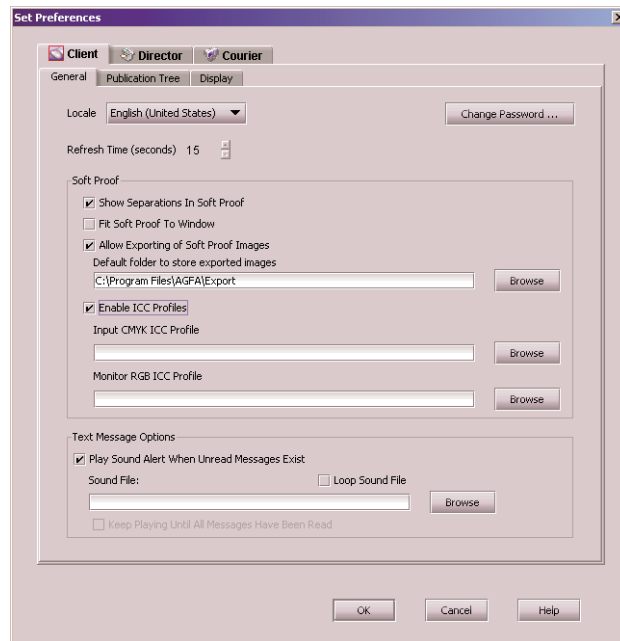 Set Preferences
Client Director Courier
General Publication Tree Display
Locale English (United States) Change Password ...
Refresh Time (seconds) 15
Soft Proof
Show Separations In Soft Proof
Fit Soft Proof To Window
Allow Exporting of Soft Proof Images
Default folder to store exported images
C:\Program Files\AGFA\Export Browse
Enable ICC Profiles
Input CMYK ICC Profile
Browse
Monitor RGB ICC Profile
Browse
Text Message Options
Play Sound Alert When Unread Messages Exist
Sound File: Loop Sound File
Browse
Keep Playing Until All Messages Have Been Read
OK Cancel Help